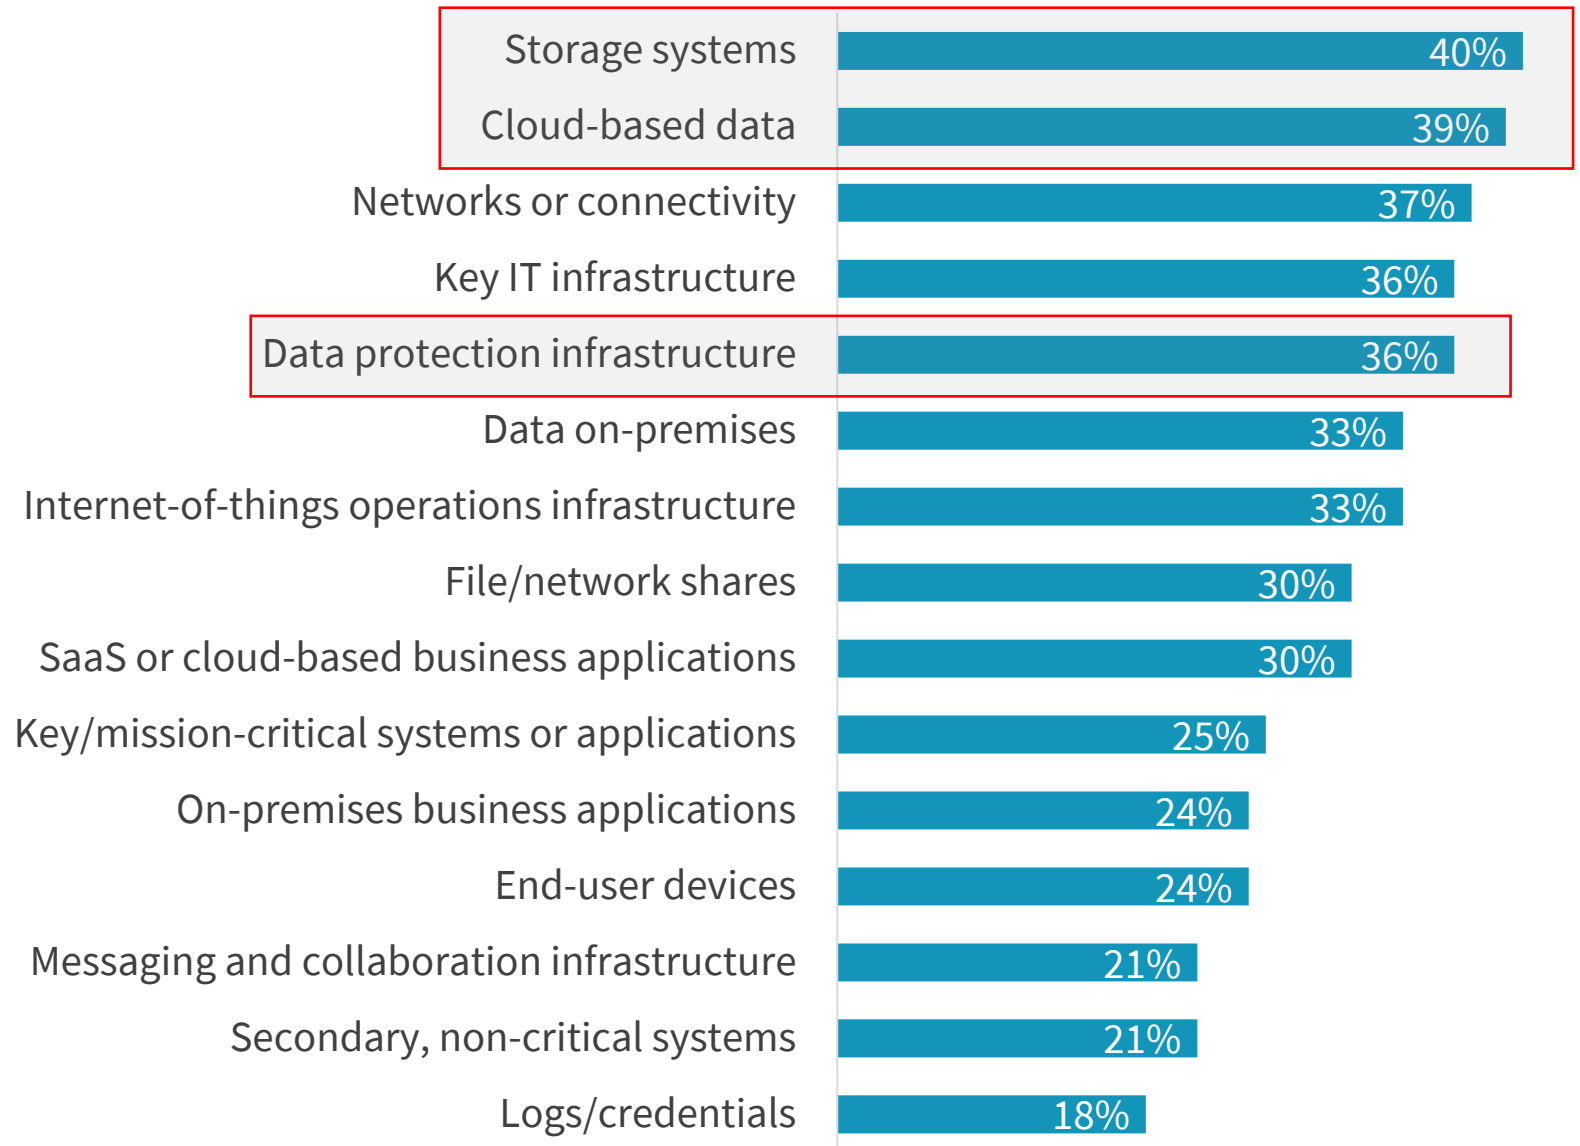 Storage systems 40%
Cloud-based data 39%
Networks or connectivity 37%
Key IT infrastructure 36%
Data protection infrastructure 36%
Data on-premises 33%
Internet-of-things operations infrastructure 33%
File/network shares 30%
SaaS or cloud-based business applications 30%
Key/mission-critical systems or applications 25%
On-premises business applications 24%
End-user devices 24%
Messaging and collaboration infrastructure 21%
Secondary, non-critical systems 21%
Logs/credentials 18%